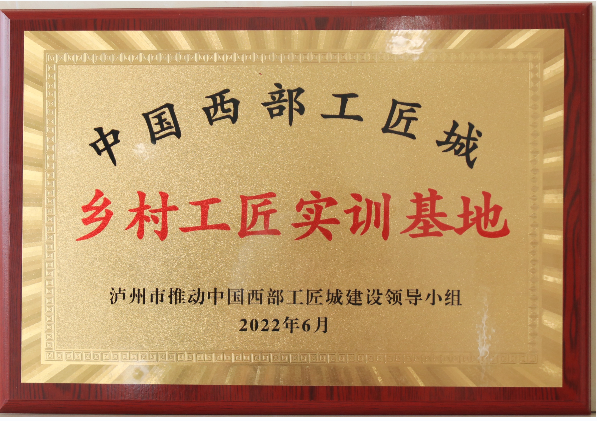 中国西部工匠城
乡村工匠实训基地
泸州市推动中国西部工匠城建设领导小组
2022年6月